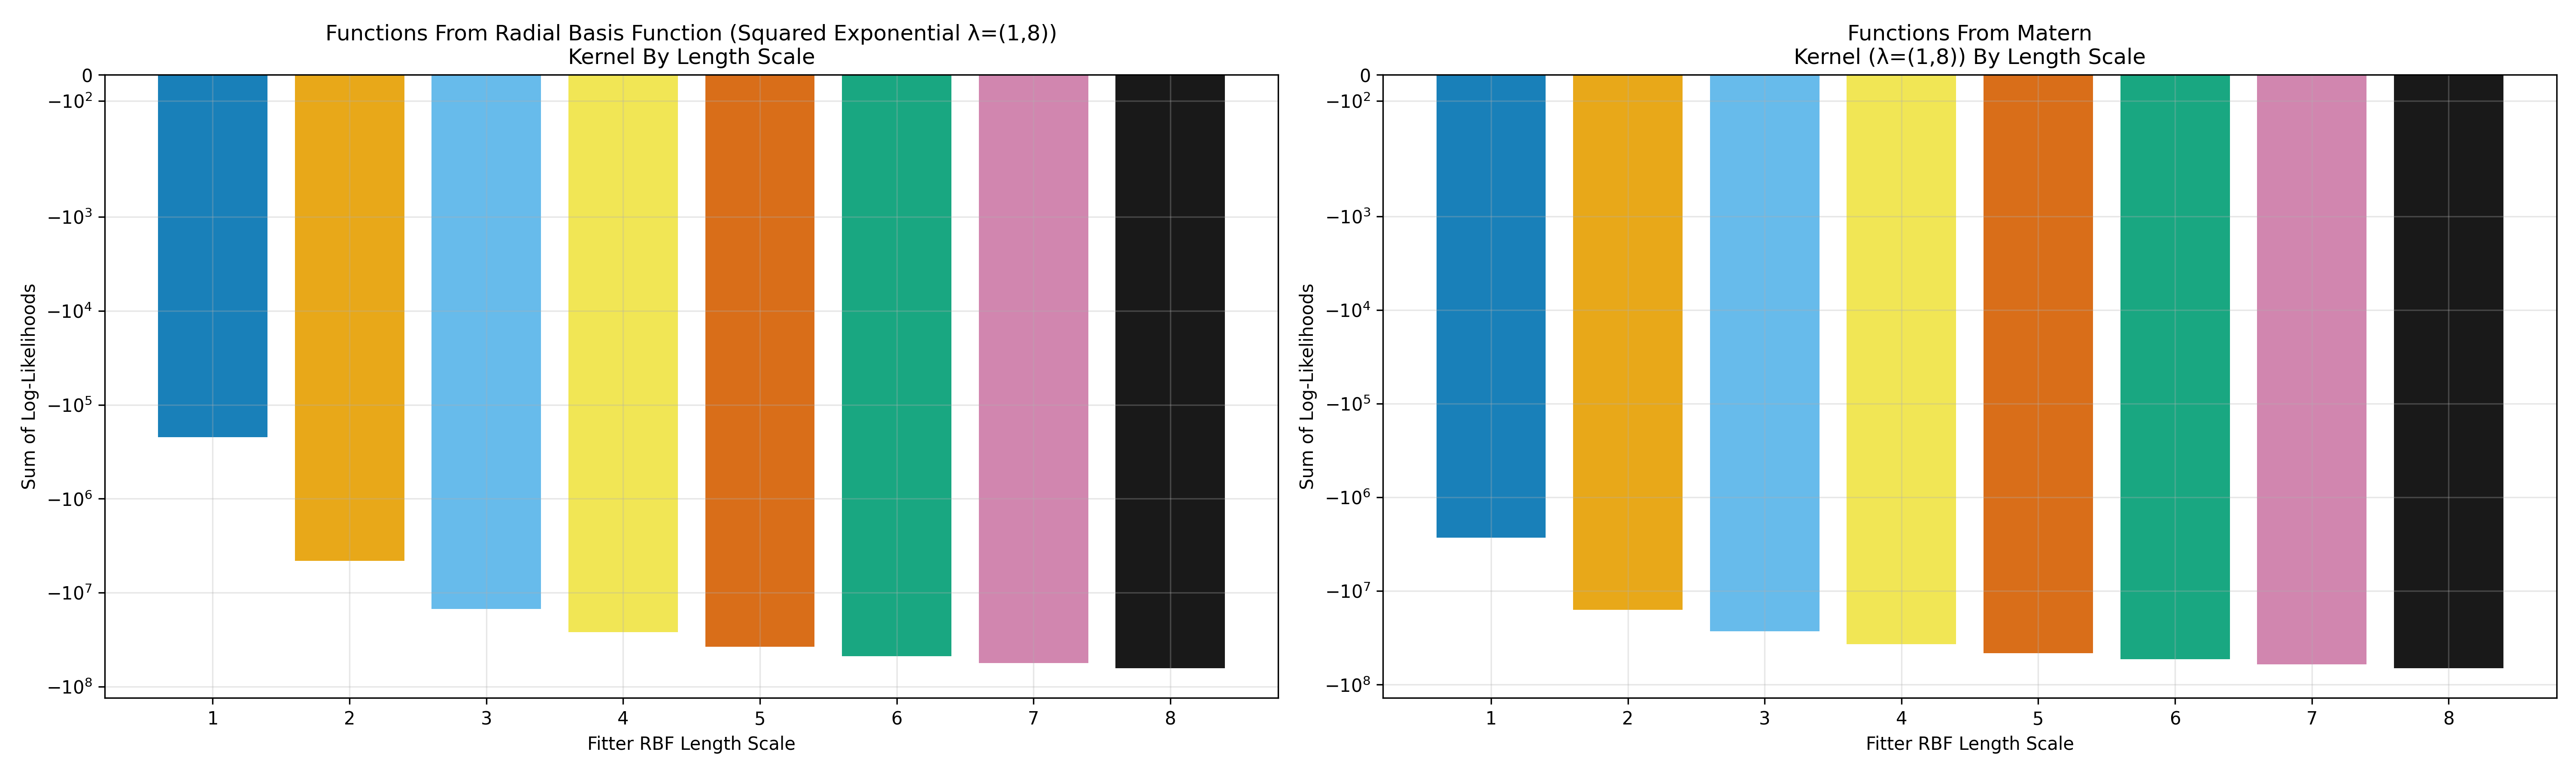 Functions From Radial Basis Function (Squared Exponential λ=(1,8))
Kernel By Length Scale
0
−10²
−10³
−10⁴
−10⁵
−10⁶
−10⁷
−10⁸
Sum of Log-Likelihoods
1 2 3 4 5 6 7 8
Fitter RBF Length Scale
Functions From Matern
Kernel (λ=(1,8)) By Length Scale
0
−10²
−10³
−10⁴
−10⁵
−10⁶
−10⁷
−10⁸
Sum of Log-Likelihoods
1 2 3 4 5 6 7 8
Fitter RBF Length Scale